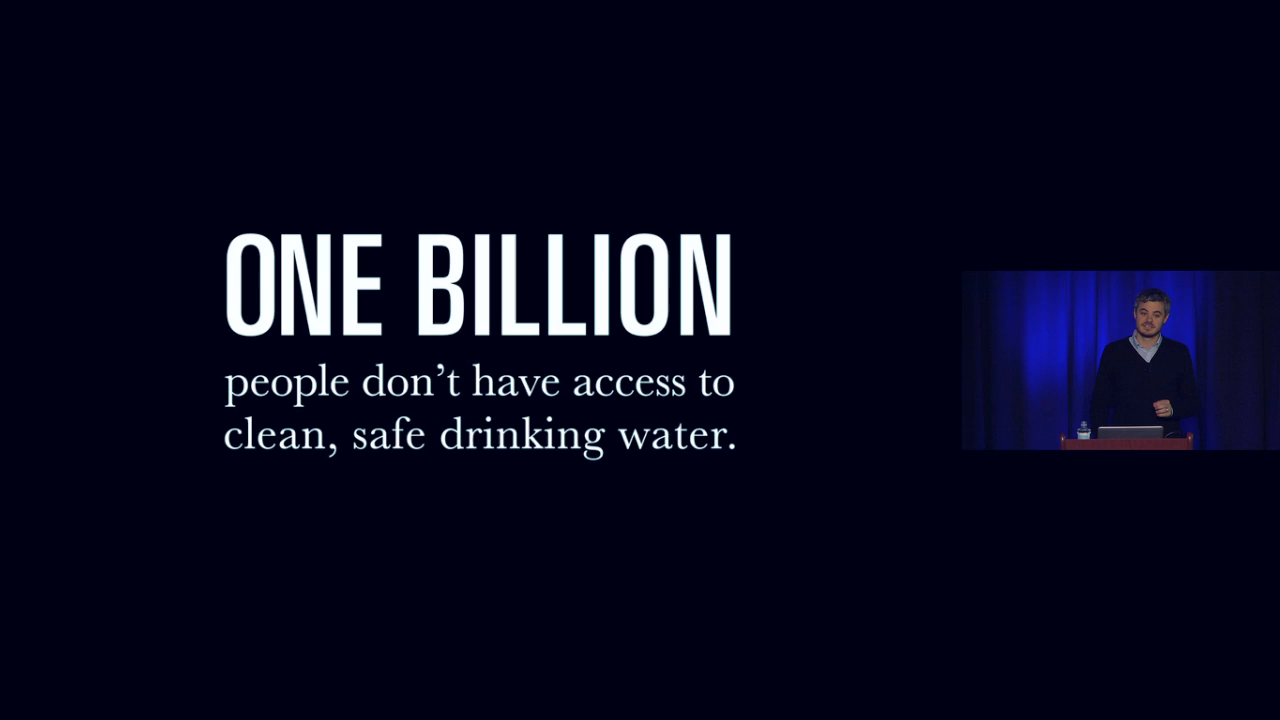 ONE BILLION
people don’t have access to
clean, safe drinking water.